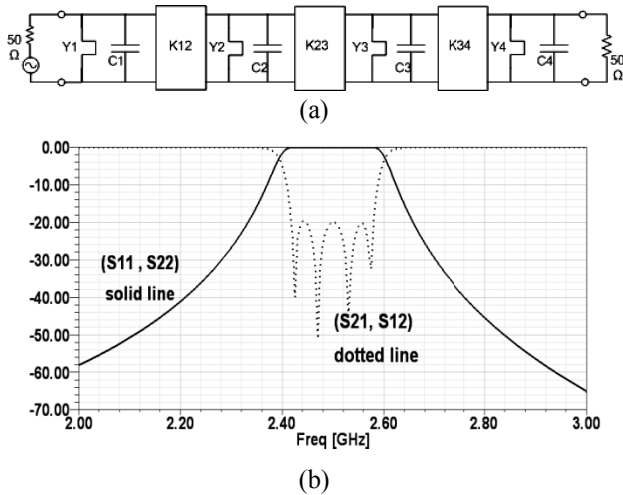 50 Ω Y1 C1 K12 Y2 C2 K23 Y3 C3 K34 Y4 C4 50 Ω
(a)
0.00
-10.00
-20.00
-30.00
-40.00
-50.00
-60.00
-70.00
(S11 , S22)
solid line
(S21, S12)
dotted line
2.00 2.20 2.40 2.60 2.80 3.00
Freq [GHz]
(b)